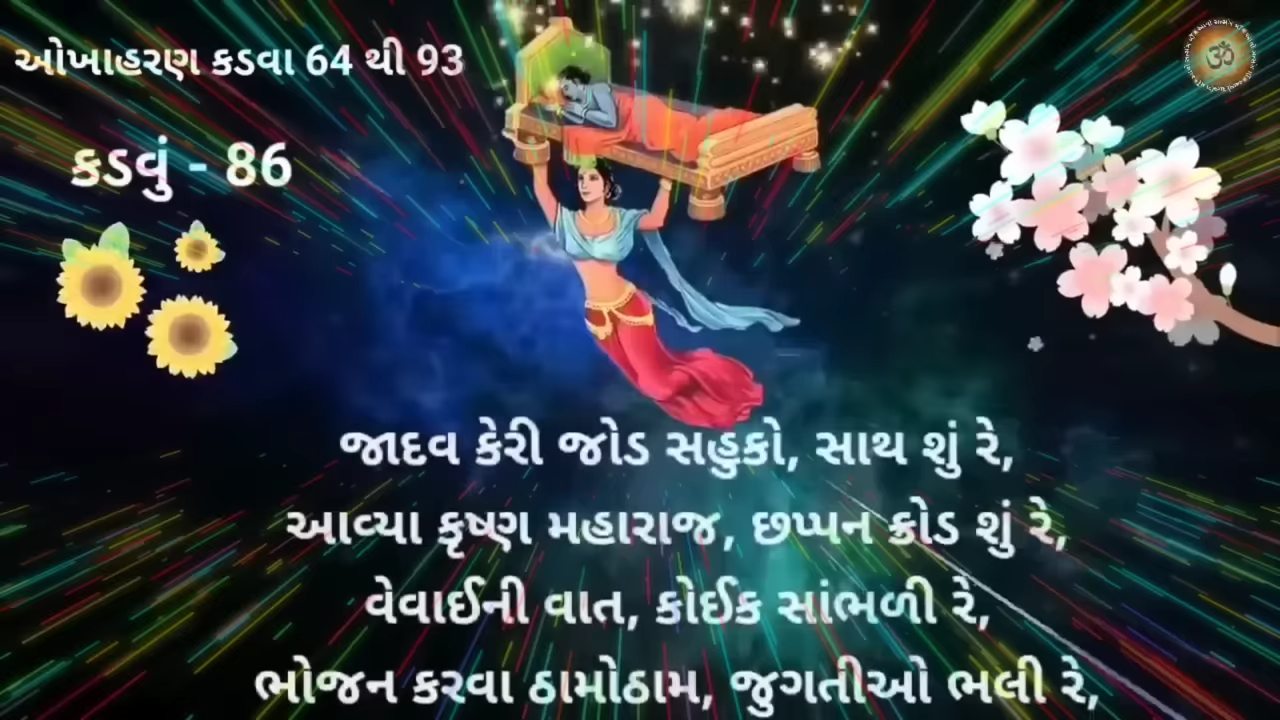 ઓખાહરણ કડવા 64 થી 93
કડવું - 86
ૐ
જાદવ કેરી જોડ સહુકો, સાથ શું રે,
આવ્યા કૃષ્ણ મહારાજ, છપ્પન ક્રોડ શું રે,
વેવાઈની વાત, કોઈક સાંભળી રે,
ભોજન કરવા ઠામોઠામ, જુગતીઓ ભલી રે,